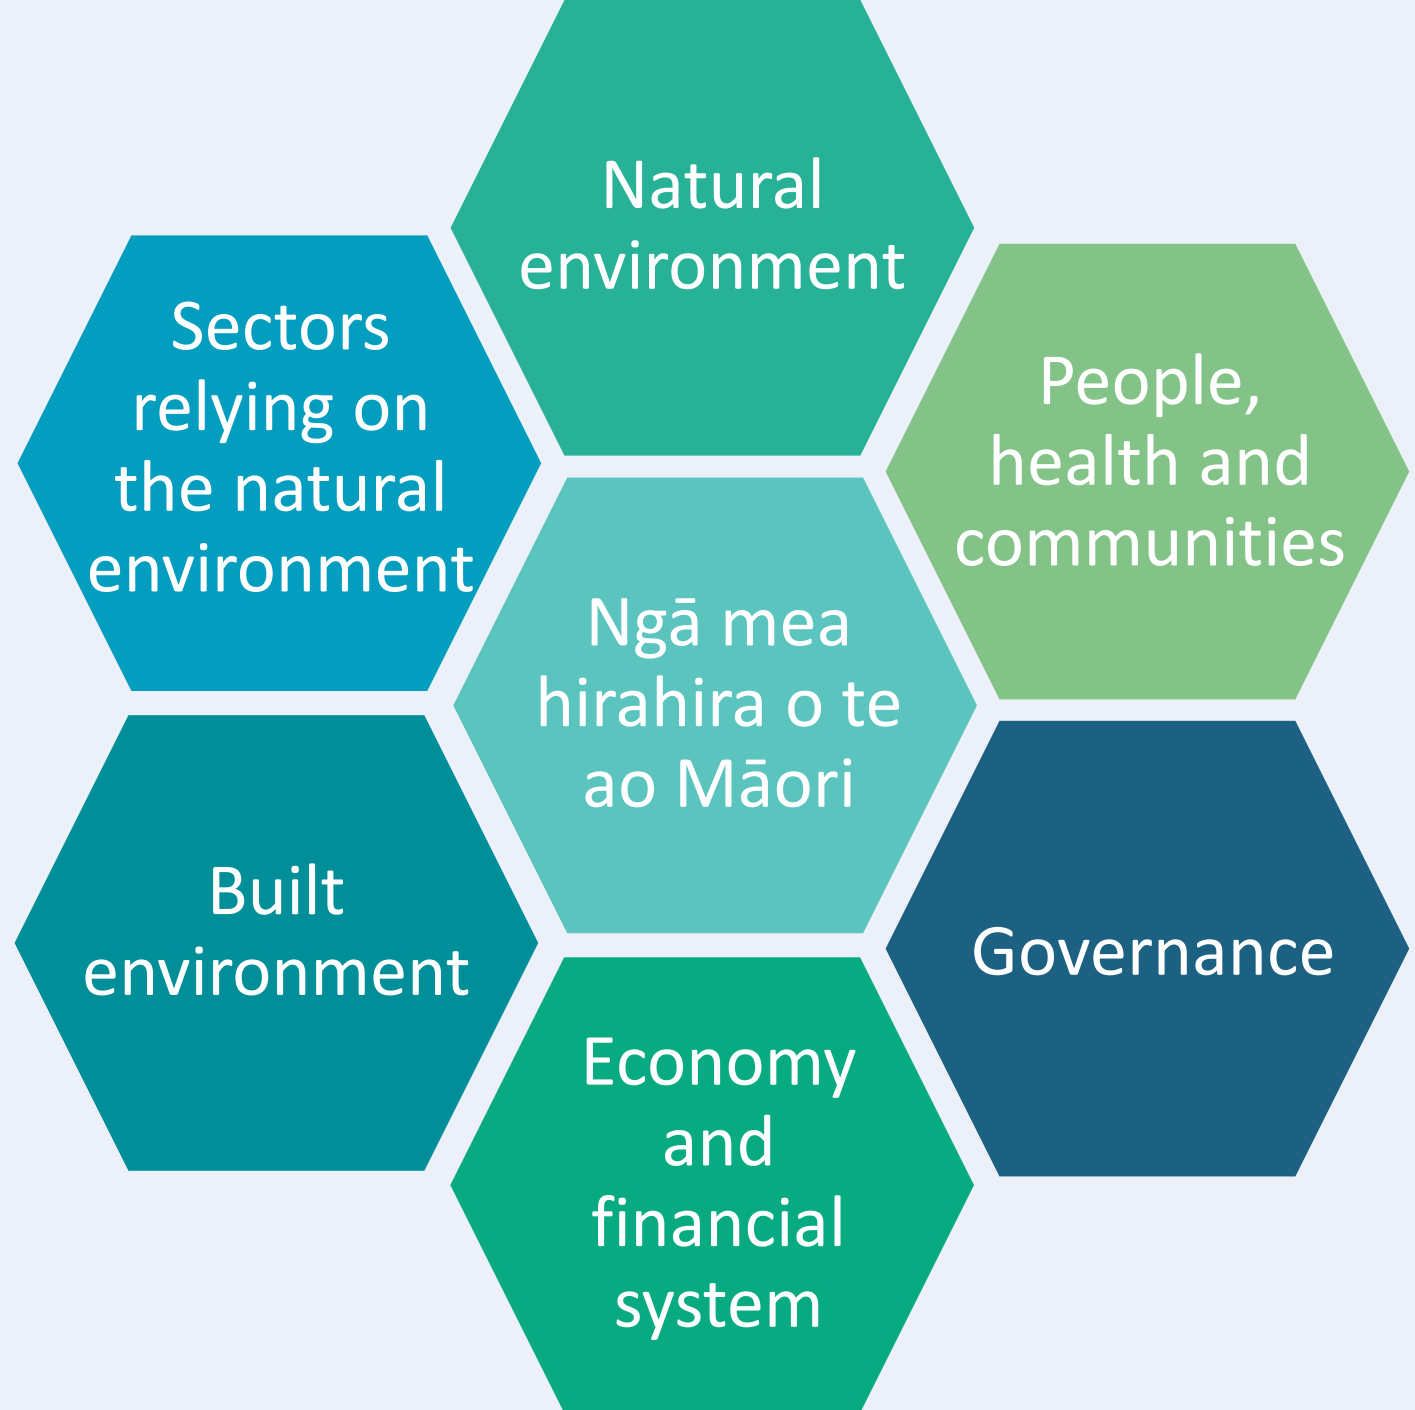 Natural
environment
Sectors
relying on
the natural
environment
People,
health and
communities
Ngā mea
hirahira o te
ao Māori
Built
environment
Governance
Economy
and
financial
system